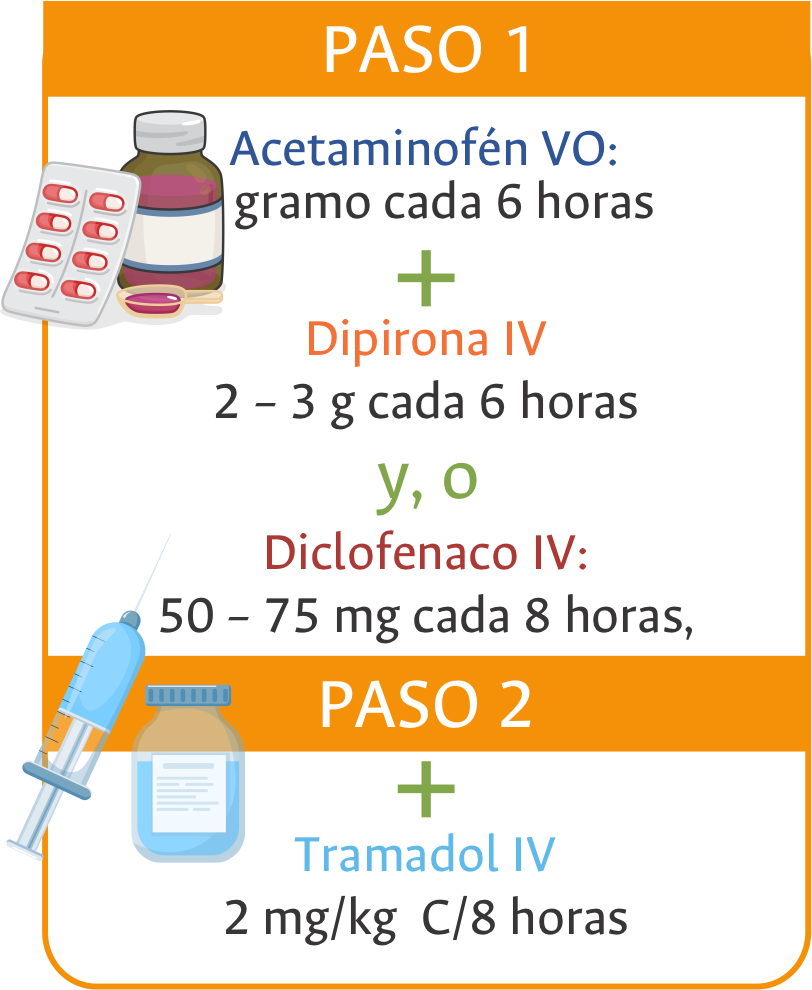 PASO 1
Acetaminofén VO:
gramo cada 6 horas
+
Dipirona IV
2 – 3 g cada 6 horas
y, o
Diclofenaco IV:
50 – 75 mg cada 8 horas,
PASO 2
+
Tramadol IV
2 mg/kg C/8 horas